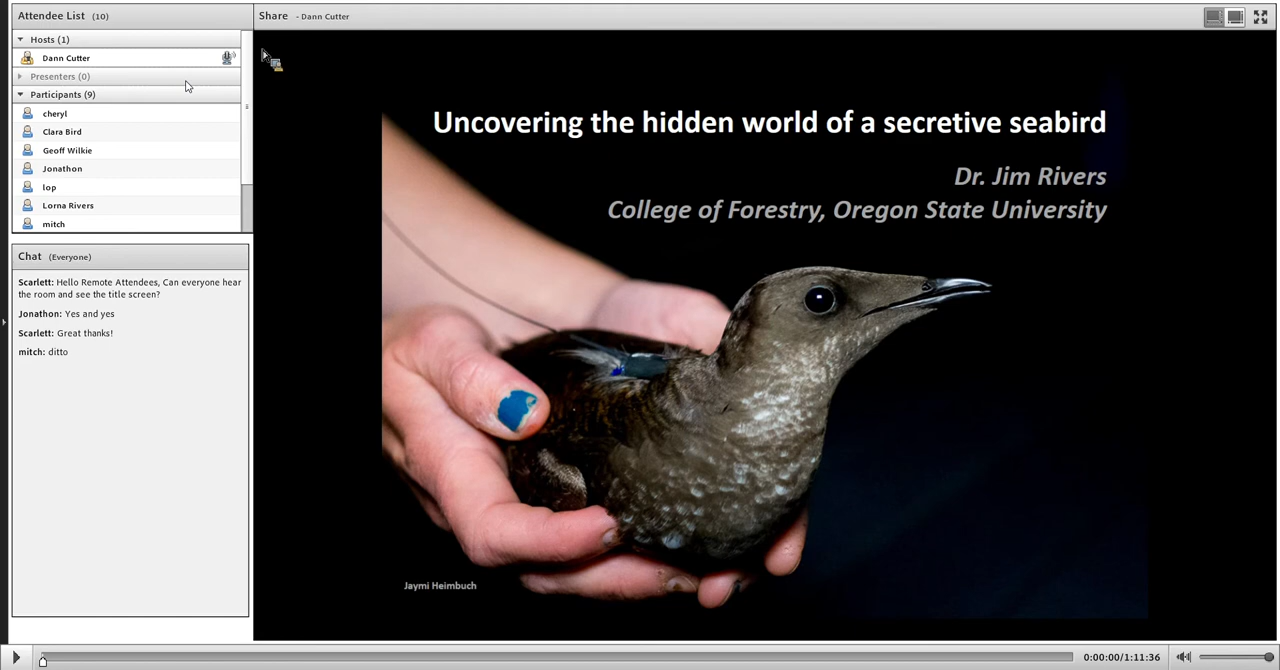 Attendee List (10)
Hosts (1)
Dann Cutter
Presenters (0)
Participants (9)
cheryl
Clara Bird
Geoff Wilkie
Jonathon
lop
Lorna Rivers
mitch
Chat (Everyone)
Scarlett: Hello Remote Attendees, Can everyone hear
the room and see the title screen?
Jonathon: Yes and yes
Scarlett: Great thanks!
mitch: ditto
Share - Dann Cutter
Uncovering the hidden world of a secretive seabird
Dr. Jim Rivers
College of Forestry, Oregon State University
Jaymi Heimbuch
0:00:00/1:11:36